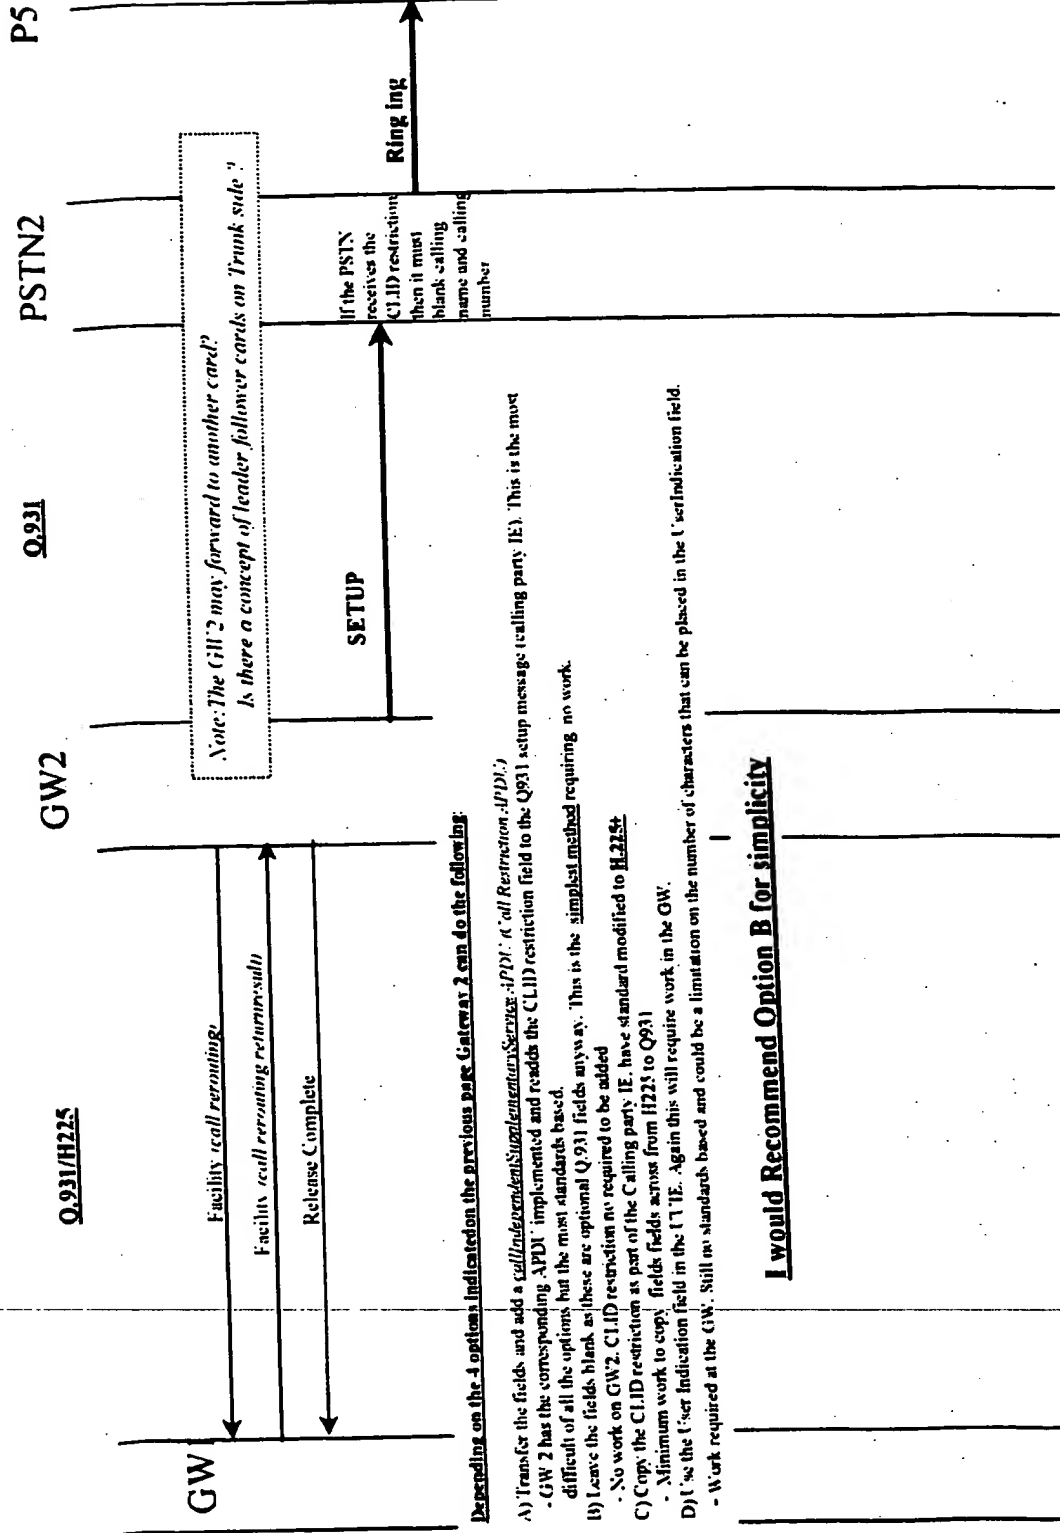 Q.931/H225
Q.931
GW
GW2
PSTN2
P5
Facility (call rerouting)
Facility (call rerouting returnresult)
Release Complete
Note: The GW2 may forward to another card?
Is there a concept of leader follower cards on Trunk side ?
SETUP
If the PSTN
receives the
CLID restriction
then it must
blank calling
name and calling
number
Ring ing
Depending on the 4 options indicatedon the previous page Gateway 2 can do the following:
A) Transfer the fields and add a callIndependentSupplementaryService APDU (Call Restriction APDU)
- GW 2 has the corresponding APDU implemented and readds the CLID restriction field to the Q931 setup message (calling party IE). This is the most
difficult of all the options but the most standards based.
B) Leave the fields blank as these are optional Q.931 fields anyway. This is the simplest method requiring no work.
- No work on GW2. CLID restriction no required to be added
C) Copy the CLID restriction as part of the Calling party IE. have standard modified to H.225+
- Minimum work to copy fields fields across from H225 to Q931
D) Use the User Indication field in the UUIE. Again this will require work in the GW.
- Work required at the GW. Still no standards based and could be a limitation on the number of characters that can be placed in the UserIndication field.
I would Recommend Option B for simplicity